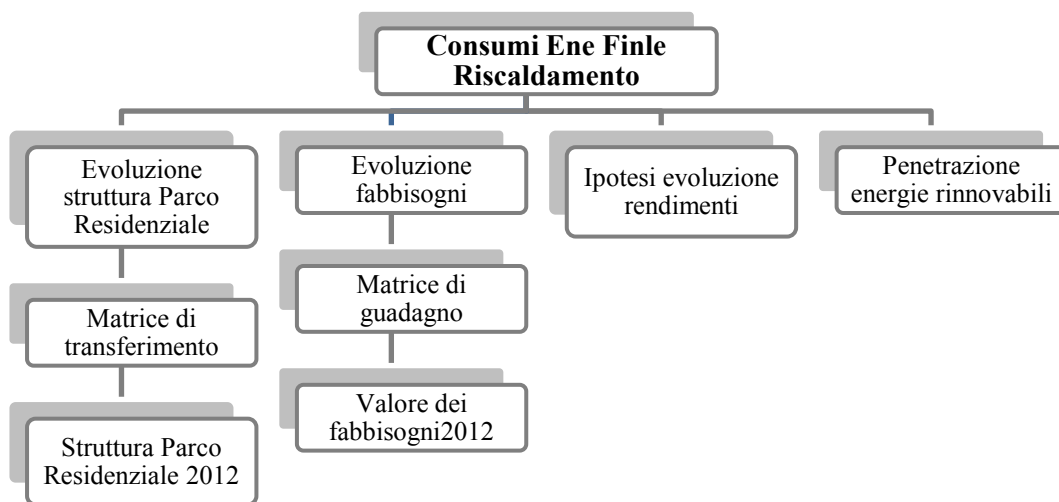 Consumi Ene Finle
Riscaldamento
Evoluzione
struttura Parco
Residenziale
Evoluzione
fabbisogni
Ipotesi evoluzione
rendimenti
Penetrazione
energie rinnovabili
Matrice di
transferimento
Matrice di
guadagno
Struttura Parco
Residenziale 2012
Valore dei
fabbisogni2012